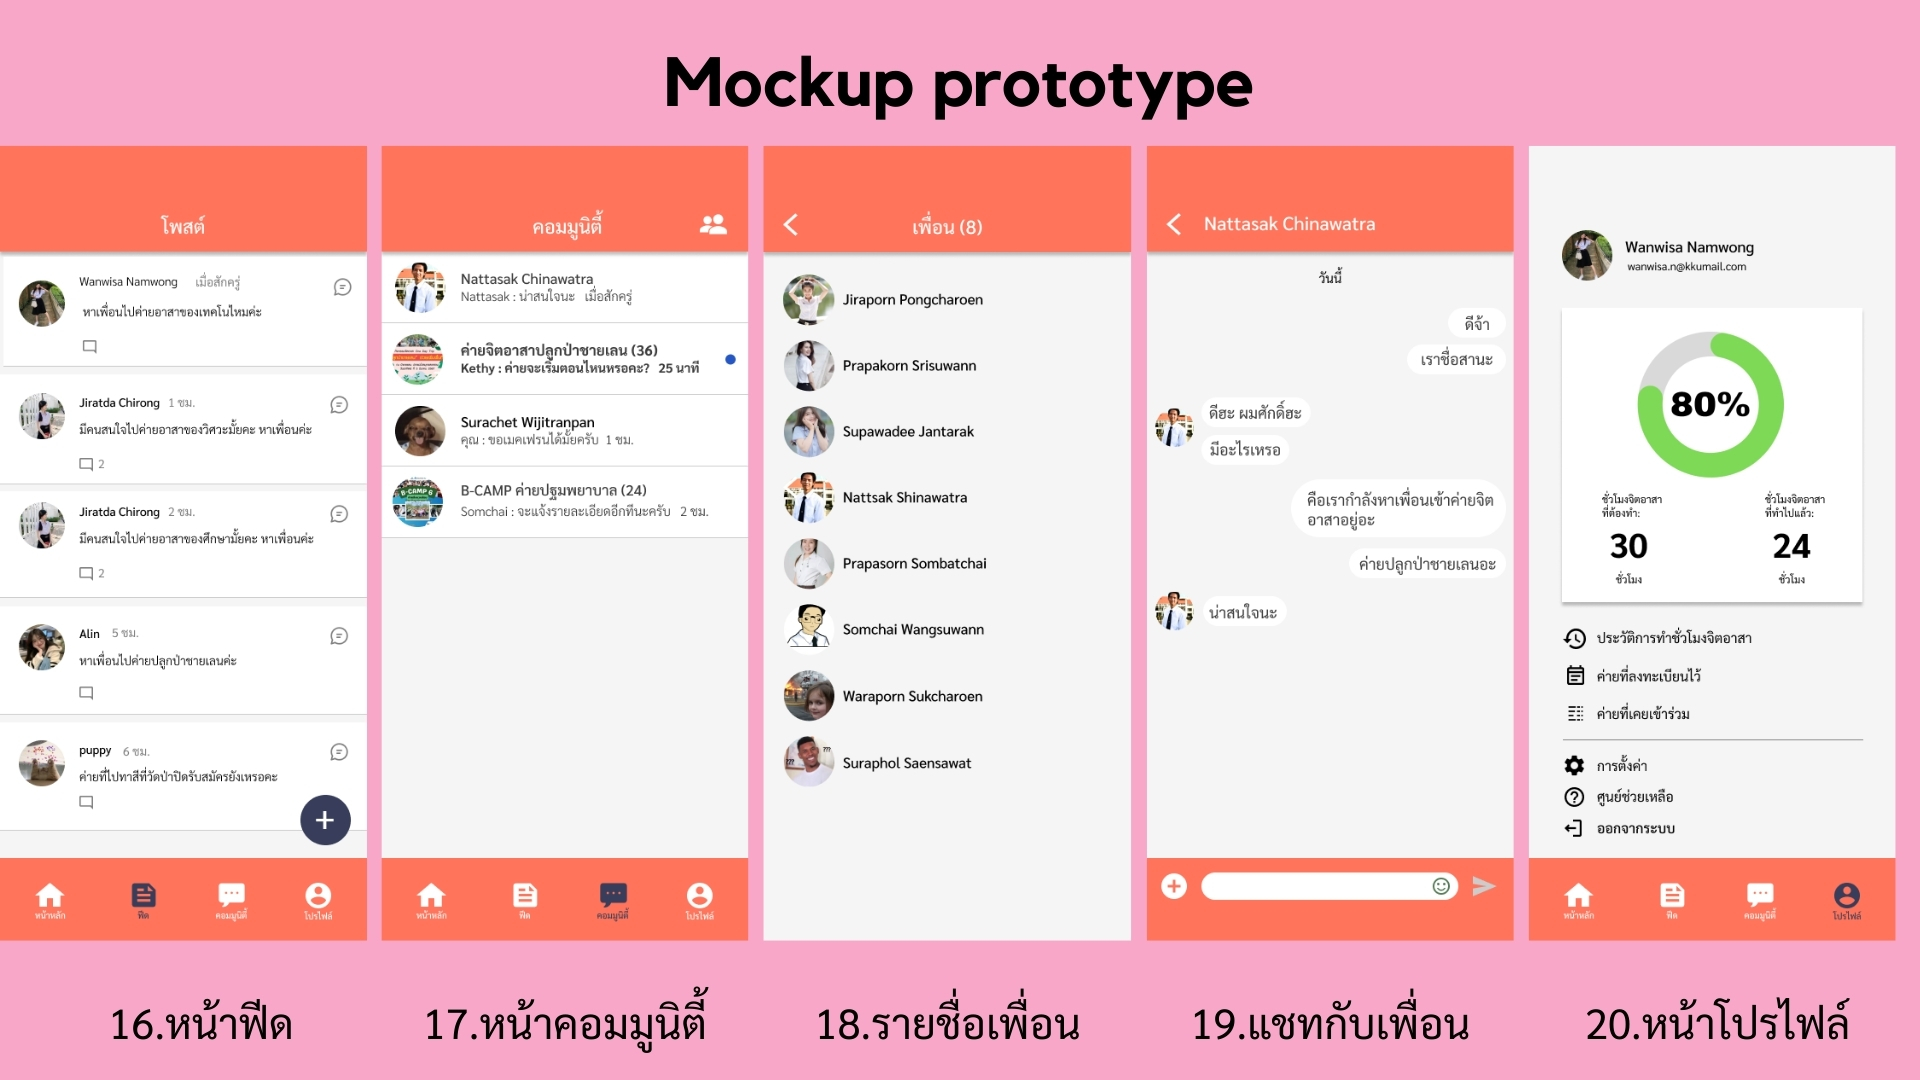 Mockup prototype
โพสต์
Wanwisa Namwong เมื่อสักครู่
หาเพื่อนไปค่ายอาสาของเทคโนไหมค่ะ
Jiratda Chirong 1 ชม.
มีคนสนใจไปค่ายอาสาของวิศวะมั้ยคะ หาเพื่อนค่ะ
2
Jiratda Chirong 2 ชม.
มีคนสนใจไปค่ายอาสาของศึกษามั้ยคะ หาเพื่อนค่ะ
2
Alin 5 ชม.
หาเพื่อนไปค่ายปลูกป่าชายเลนค่ะ
puppy 6 ชม.
ค่ายที่ไปทาสีที่วัดป่าปิดรับสมัครยังเหรอคะ
+
หน้าหลัก ฟีด คอมมูนิตี้ โปรไฟล์
16.หน้าฟีด
คอมมูนิตี้
Nattasak Chinawatra
Nattasak : น่าสนใจนะ เมื่อสักครู่
ค่ายจิตอาสาปลูกป่าชายเลน (36)
Kethy : ค่ายจะเริ่มตอนไหนหรอคะ? 25 นาที
Surachet Wijitranpan
คุณ : ขอเมคเฟรนได้มั้ยครับ 1 ชม.
B-CAMP ค่ายปฐมพยาบาล (24)
Somchai : จะแจ้งรายละเอียดอีกทีนะครับ 2 ชม.
หน้าหลัก ฟีด คอมมูนิตี้ โปรไฟล์
17.หน้าคอมมูนิตี้
เพื่อน (8)
Jiraporn Pongcharoen
Prapakorn Srisuwann
Supawadee Jantarak
Nattsak Shinawatra
Prapasorn Sombatchai
Somchai Wangsuwann
Waraporn Sukcharoen
Suraphol Saensawat
18.รายชื่อเพื่อน
Nattasak Chinawatra
วันนี้
ดีจ้า
เราชื่อสานะ
ดีฮะ ผมศักดิ์ฮะ
มีอะไรเหรอ
คือเรากำลังหาเพื่อนเข้าค่ายจิต
อาสาอยู่อะ
ค่ายปลูกป่าชายเลนอะ
น่าสนใจนะ
19.แชทกับเพื่อน
Wanwisa Namwong
wanwisa.n@kkumail.com
80%
ชั่วโมงจิตอาสา
ที่ต้องทำ:
30
ชั่วโมง
ชั่วโมงจิตอาสา
ที่ทำไปแล้ว:
24
ชั่วโมง
ประวัติการทำชั่วโมงจิตอาสา
ค่ายที่ลงทะเบียนไว้
ค่ายที่เคยเข้าร่วม
การตั้งค่า
ศูนย์ช่วยเหลือ
ออกจากระบบ
หน้าหลัก ฟีด คอมมูนิตี้ โปรไฟล์
20.หน้าโปรไฟล์